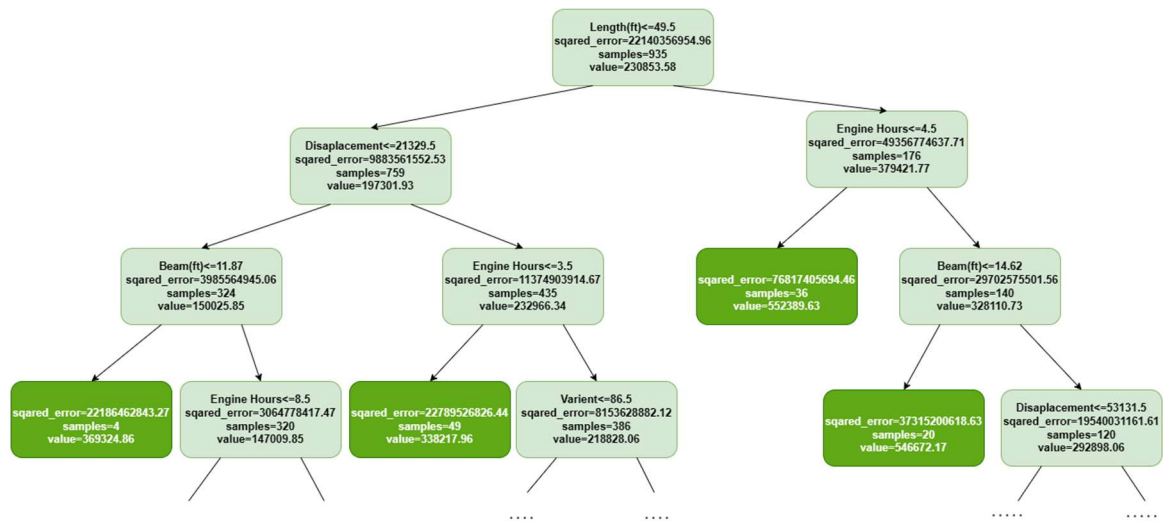 Length(ft)<=49.5
sqared_error=22140356954.96
samples=935
value=230853.58
Disaplacement<=21329.5
sqared_error=9883561552.53
samples=759
value=197301.93
Engine Hours<=4.5
sqared_error=49356774637.71
samples=176
value=379421.77
Beam(ft)<=11.87
sqared_error=3985564945.06
samples=324
value=150025.85
Engine Hours<=3.5
sqared_error=11374903914.67
samples=435
value=232966.34
sqared_error=76817405694.46
samples=36
value=552389.63
Beam(ft)<=14.62
sqared_error=29702575501.56
samples=140
value=328110.73
sqared_error=22186462843.27
samples=4
value=369324.86
Engine Hours<=8.5
sqared_error=3064778417.47
samples=320
value=147009.85
sqared_error=22789526826.44
samples=49
value=338217.96
Varient<=86.5
sqared_error=8153628882.12
samples=386
value=218828.06
sqared_error=37315200618.63
samples=20
value=546672.17
Displacement<=53131.5
sqared_error=19540031161.61
samples=120
value=292898.06
....
....
.....
.....